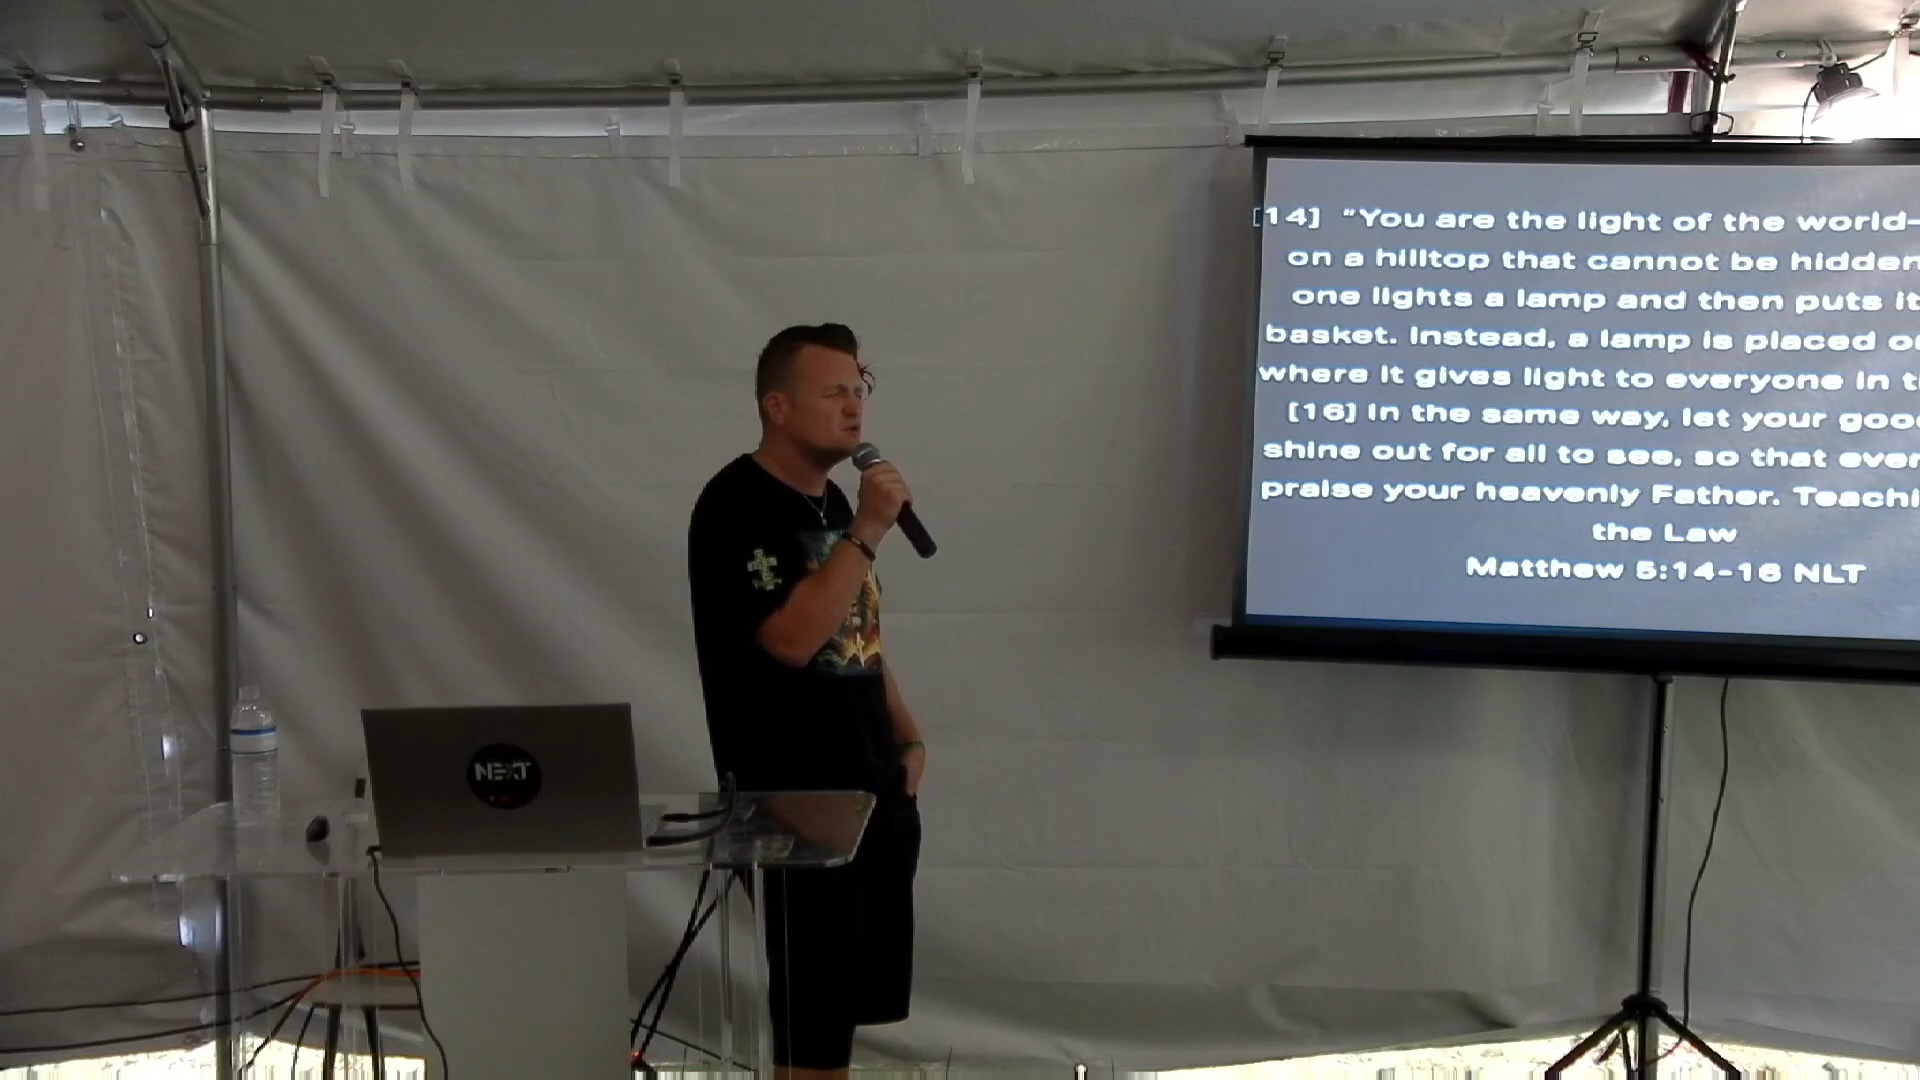 NEXT
[14] "You are the light of the world—
on a hilltop that cannot be hidden
one lights a lamp and then puts it
basket. Instead, a lamp is placed
where it gives light to everyone in
[16] In the same way, let your
shine out for all to see, so that
praise your heavenly Father.
the Law
Matthew 5:14-16 NLT